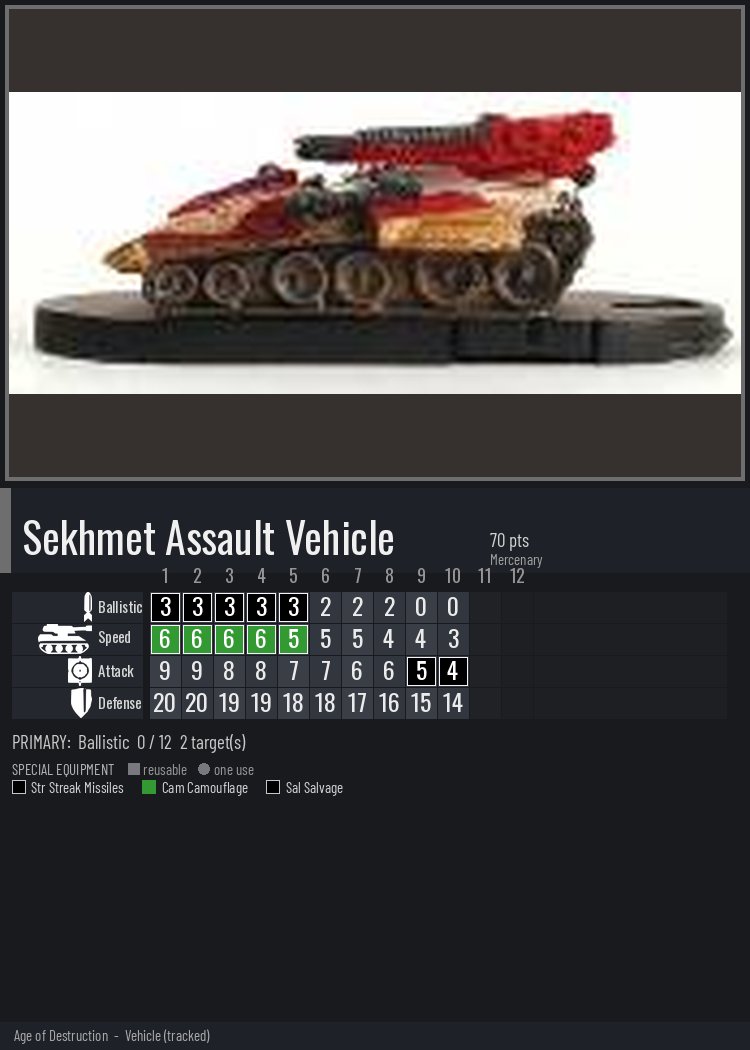 Sekhmet Assault Vehicle
70 pts
Mercenary
1 2 3 4 5 6 7 8 9 10 11 12
Ballistic 3 3 3 3 3 2 2 2 0 0
Speed 6 6 6 6 5 5 5 4 4 3
Attack 9 9 8 8 7 7 6 6 5 4
Defense 20 20 19 19 18 18 17 16 15 14
PRIMARY: Ballistic 0 / 12 2 target(s)
SPECIAL EQUIPMENT reusable one use
Str Streak Missiles Cam Camouflage Sal Salvage
Age of Destruction - Vehicle (tracked)